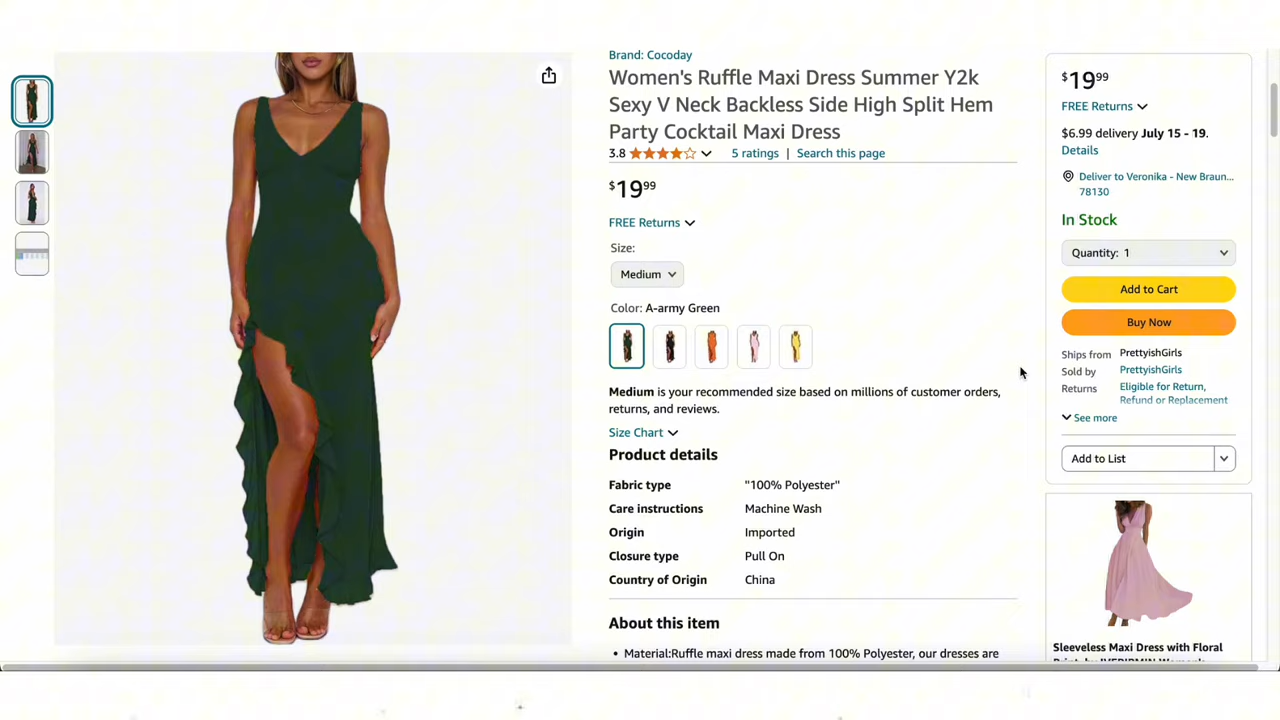 Brand: Cocoday
Women's Ruffle Maxi Dress Summer Y2k
Sexy V Neck Backless Side High Split Hem
Party Cocktail Maxi Dress
3.8
5 ratings | Search this page
$19.99
FREE Returns
Size:
Medium
Color: A-army Green
Medium is your recommended size based on millions of customer orders,
returns, and reviews.
Size Chart
Product details
Fabric type "100% Polyester"
Care instructions Machine Wash
Origin Imported
Closure type Pull On
Country of Origin China
About this item
• Material:Ruffle maxi dress made from 100% Polyester, our dresses are
$19.99
FREE Returns
$6.99 delivery July 15 - 19.
Details
Deliver to Veronika - New Braun...
78130
In Stock
Quantity: 1
Add to Cart
Buy Now
Ships from PrettyishGirls
Sold by PrettyishGirls
Returns Eligible for Return,
Refund or Replacement
See more
Add to List
Sleeveless Maxi Dress with Floral